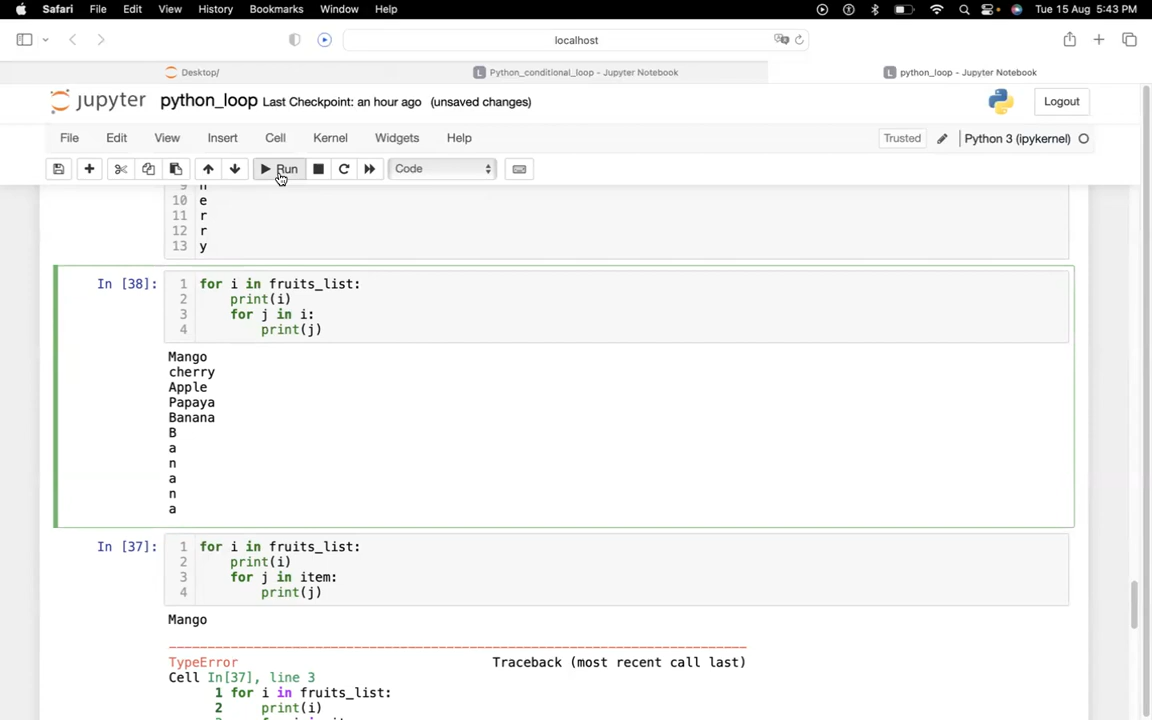 Safari File Edit View History Bookmarks Window Help Tue 15 Aug 5:43 PM
localhost
Desktop/ Python_conditional_loop - Jupyter Notebook python_loop - Jupyter Notebook
jupyter python_loop Last Checkpoint: an hour ago (unsaved changes) Logout
File Edit View Insert Cell Kernel Widgets Help Trusted Python 3 (ipykernel)
Run Code
10 e
11 r
12 r
13 y
In [38]: 1 for i in fruits_list:
2 print(i)
3 for j in i:
4 print(j)
Mango
cherry
Apple
Papaya
Banana
B
a
n
a
n
a
In [37]: 1 for i in fruits_list:
2 print(i)
3 for j in item:
4 print(j)
Mango
TypeError Traceback (most recent call last)
Cell In[37], line 3
1 for i in fruits_list:
2 print(i)